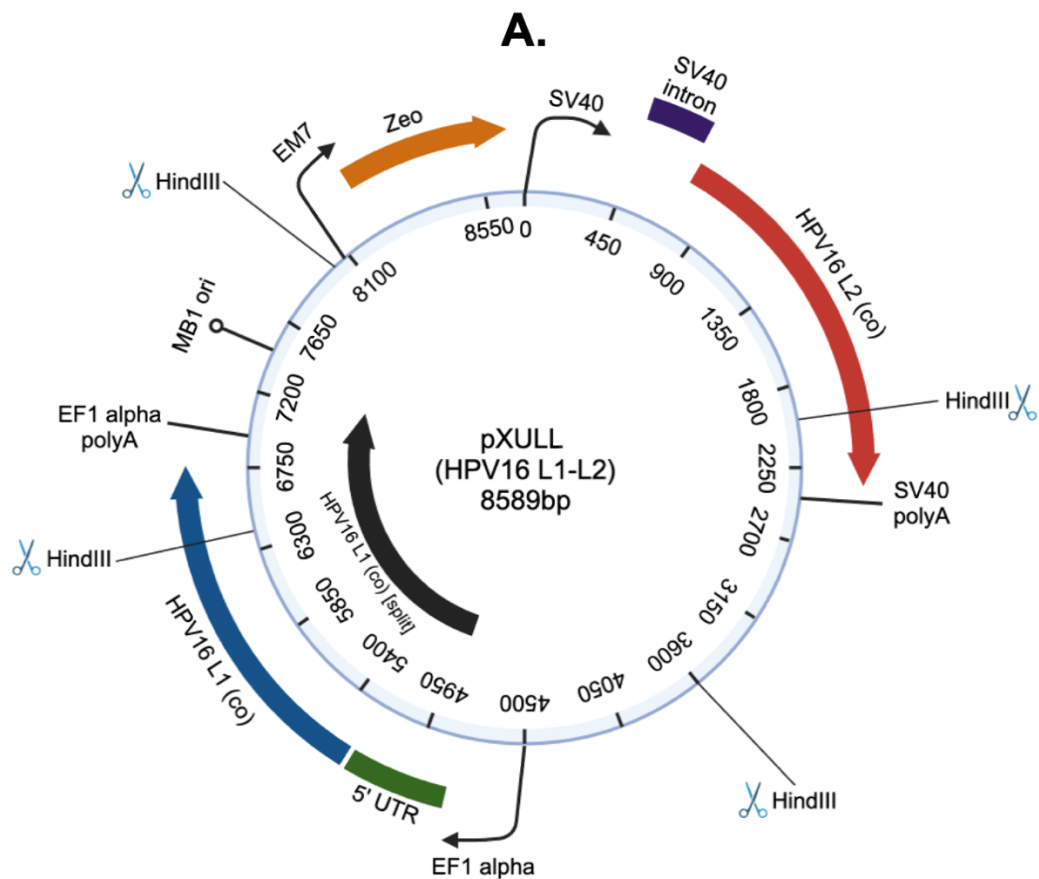 A.
SV40
SV40
intron
Zeo
EM7
HindIII
HPV16 L2 (co)
8550
0
450
900
1350
1800
2250
2700
3150
3600
4050
4500
4950
5400
5850
6300
6750
7200
7650
8100
MB1 ori
EF1 alpha
polyA
pXULL
(HPV16 L1-L2)
8589bp
HindIII
SV40
polyA
HPV16 L1 (co) [split]
HindIII
HPV16 L1 (co)
5' UTR
HindIII
EF1 alpha